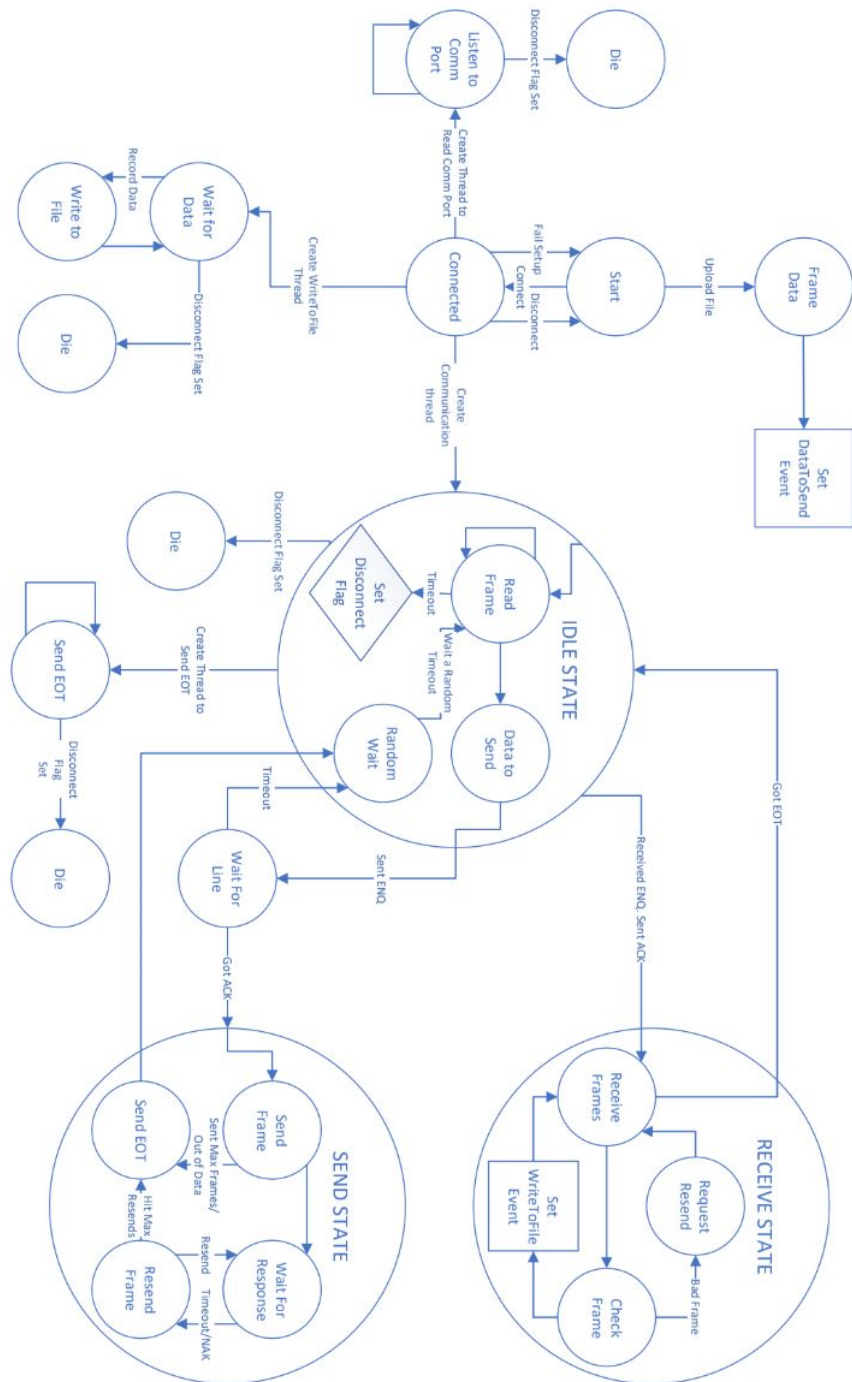 Frame
Data
Upload File
Set
DataToSend
Event
Start
Fail Setup
Connect
Disconnect
Connected
Die
Disconnect Flag Set
Listen to
Comm
Port
Create Thread to
Read Comm Port
Create WriteToFile
Thread
Wait for
Data
Record Data
Write to
File
Disconnect Flag Set
Die
Create
Communication
thread
IDLE STATE
Read
Frame
Timeout
Set
Disconnect
Flag
Wait a Random
Timeout
Data to
Send
Random
Wait
Disconnect Flag Set
Die
Create Thread to
Send EOT
Send EOT
Disconnect
Flag
Set
Die
Timeout
Sent ENQ
Wait For
Line
Got ACK
Got EOT
Received ENQ, Sent ACK
RECEIVE STATE
Receive
Frames
Request
Resend
Set
WriteToFile
Event
Bad Frame
Check
Frame
SEND STATE
Send
Frame
Sent Max Frames/
Out of Data
Send EOT
Hit Max
Resends
Wait For
Response
Resend
Timeout/NAK
Resend
Frame